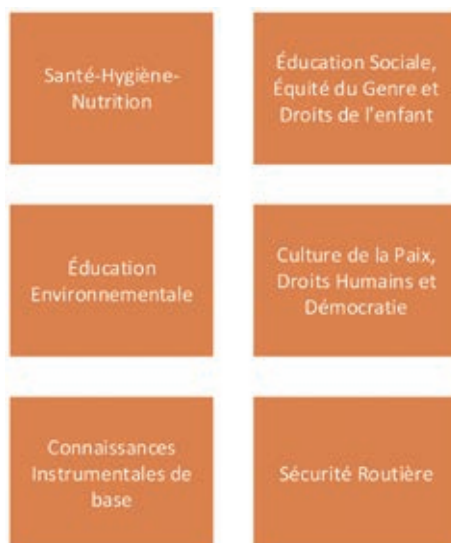 Santé-Hygiène-
Nutrition
Éducation Sociale,
Équité du Genre et
Droits de l'enfant
Éducation
Environnementale
Culture de la Paix,
Droits Humains et
Démocratie
Connaissances
Instrumentales de
base
Sécurité Routière